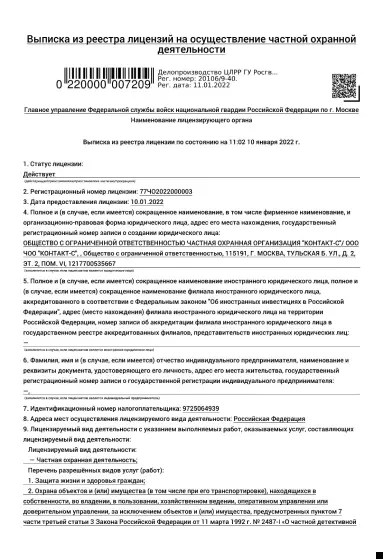 Выписка из реестра лицензий на осуществление частной охранной
деятельности
Делопроизводство ЦЛРР ГУ Росгв...
Рег. номер: 20106/9-40.
Рег. дата: 11.01.2022
0 220000 007209
Главное управление Федеральной службы войск национальной гвардии Российской Федерации по г. Москве
Наименование лицензирующего органа
Выписка из реестра лицензии по состоянию на 11:02 10 января 2022 г.
1. Статус лицензии:
Действует
2. Регистрационный номер лицензии: 77ЧО2022000003
3. Дата предоставления лицензии: 10.01.2022
4. Полное и (в случае, если имеется) сокращенное наименование, в том числе фирменное наименование, и
организационно-правовая форма юридического лица, адрес его места нахождения, государственный
регистрационный номер записи о создании юридического лица:
ОБЩЕСТВО С ОГРАНИЧЕННОЙ ОТВЕТСТВЕННОСТЬЮ ЧАСТНАЯ ОХРАННАЯ ОРГАНИЗАЦИЯ "КОНТАКТ-С"/ ООО
ЧОО "КОНТАКТ-С", , Общество с ограниченной ответственностью, 115191, Г. МОСКВА, ТУЛЬСКАЯ Б. УЛ., Д. 2,
ЭТ. 2, ПОМ. VI, 1217700535667
(заполняется в случае, если лицензиатом является юридическое лицо)
5. Полное и (в случае, если имеется) сокращенное наименование иностранного юридического лица, полное и
(в случае, если имеется) сокращенное наименование филиала иностранного юридического лица,
аккредитованного в соответствии с Федеральным законом "Об иностранных инвестициях в Российской
Федерации", адрес (место нахождения) филиала иностранного юридического лица на территории
Российской Федерации, номер записи об аккредитации филиала иностранного юридического лица в
государственном реестре аккредитованных филиалов, представительств иностранных юридических лиц:
—
(заполняется в случае, если лицензиатом является иностранное юридическое лицо)
6. Фамилия, имя и (в случае, если имеется) отчество индивидуального предпринимателя, наименование и
реквизиты документа, удостоверяющего его личность, адрес его места жительства, государственный
регистрационный номер записи о государственной регистрации индивидуального предпринимателя:
—,
(заполняется в случае, если лицензиатом является индивидуальный предприниматель)
7. Идентификационный номер налогоплательщика: 9725064939
8. Адреса мест осуществления лицензируемого вида деятельности: Российская Федерация
9. Лицензируемый вид деятельности с указанием выполняемых работ, оказываемых услуг, составляющих
лицензируемый вид деятельности:
Лицензируемый вид деятельности:
— Частная охранная деятельность;
Перечень разрешённых видов услуг (работ):
1. Защита жизни и здоровья граждан;
2. Охрана объектов и (или) имущества (в том числе при его транспортировке), находящихся в
собственности, во владении, в пользовании, хозяйственном ведении, оперативном управлении или
доверительном управлении, за исключением объектов и (или) имущества, предусмотренных пунктом 7
части третьей статьи 3 Закона Российской Федерации от 11 марта 1992 г. № 2487-I «О частной детективной